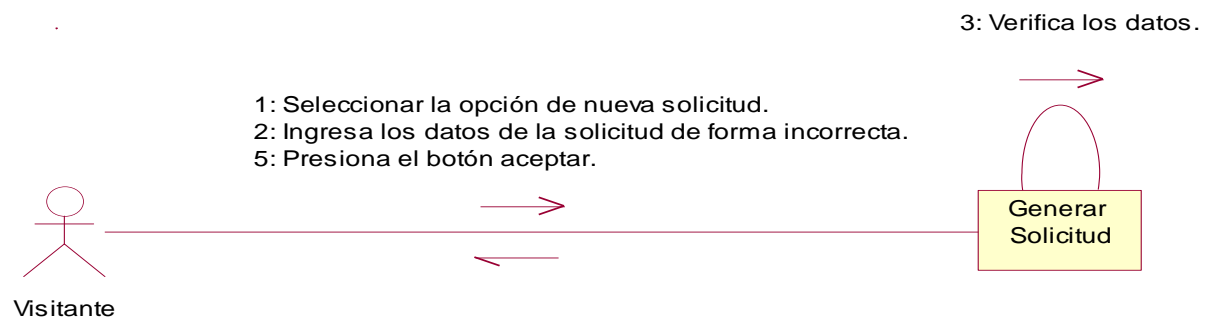 3: Verifica los datos.
1: Seleccionar la opción de nueva solicitud.
2: Ingresa los datos de la solicitud de forma incorrecta.
5: Presiona el botón aceptar.
Generar
Solicitud
Visitante